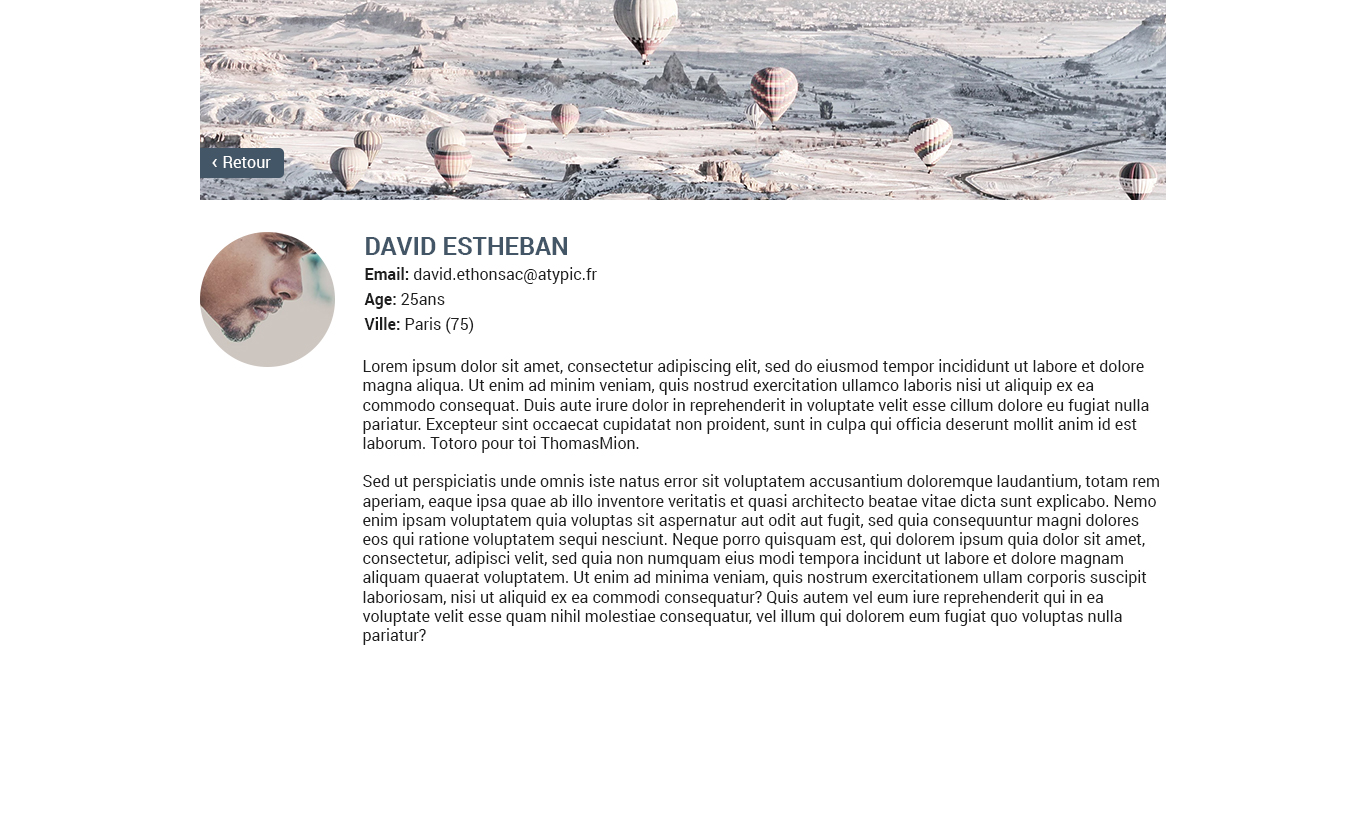 ‹ Retour
DAVID ESTHEBAN
Email: david.ethonsac@atypic.fr
Age: 25ans
Ville: Paris (75)
Lorem ipsum dolor sit amet, consectetur adipiscing elit, sed do eiusmod tempor incididunt ut labore et dolore
magna aliqua. Ut enim ad minim veniam, quis nostrud exercitation ullamco laboris nisi ut aliquip ex ea
commodo consequat. Duis aute irure dolor in reprehenderit in voluptate velit esse cillum dolore eu fugiat nulla
pariatur. Excepteur sint occaecat cupidatat non proident, sunt in culpa qui officia deserunt mollit anim id est
laborum. Totoro pour toi ThomasMion.
Sed ut perspiciatis unde omnis iste natus error sit voluptatem accusantium doloremque laudantium, totam rem
aperiam, eaque ipsa quae ab illo inventore veritatis et quasi architecto beatae vitae dicta sunt explicabo. Nemo
enim ipsam voluptatem quia voluptas sit aspernatur aut odit aut fugit, sed quia consequuntur magni dolores
eos qui ratione voluptatem sequi nesciunt. Neque porro quisquam est, qui dolorem ipsum quia dolor sit amet,
consectetur, adipisci velit, sed quia non numquam eius modi tempora incidunt ut labore et dolore magnam
aliquam quaerat voluptatem. Ut enim ad minima veniam, quis nostrum exercitationem ullam corporis suscipit
laboriosam, nisi ut aliquid ex ea commodi consequatur? Quis autem vel eum iure reprehenderit qui in ea
voluptate velit esse quam nihil molestiae consequatur, vel illum qui dolorem eum fugiat quo voluptas nulla
pariatur?